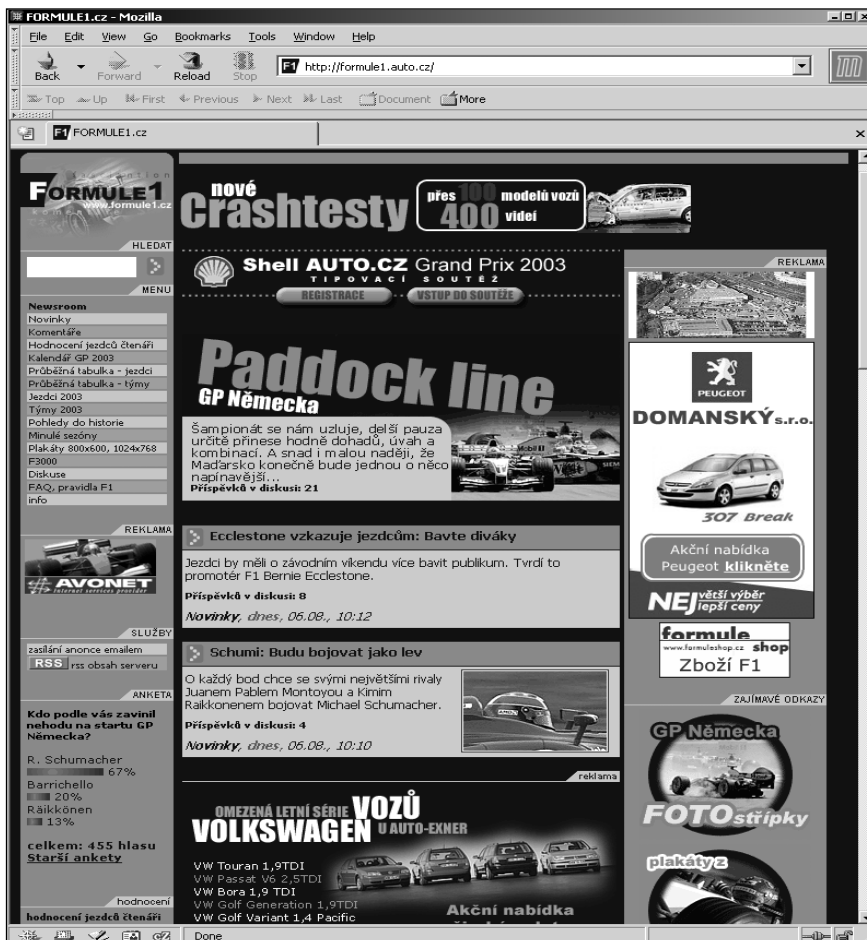 FORMULE1.cz - Mozilla
File Edit View Go Bookmarks Tools Window Help
Back Forward Reload Stop
F1 http://formule1.auto.cz/
Top Up First Previous Next Last Document More
F1 FORMULE1.cz
FORMULE1
www.formule1.cz
nové
Crashtesty
přes 100 modelů vozů
400 videí
HLEDAT
MENU
Newsroom
Novinky
Komentáře
Hodnocení jezdců čtenáři
Kalendář GP 2003
Průběžná tabulka - jezdci
Průběžná tabulka - týmy
Jezdci 2003
Týmy 2003
Pohledy do historie
Minulé sezóny
Plakáty 800x600, 1024x768
F3000
Diskuse
FAQ, pravidla F1
info
REKLAMA
AVONET
internet services provider
SLUŽBY
zasílání anonce emailem
RSS rss obsah serveru
ANKETA
Kdo podle vás zavinil
nehodu na startu GP
Německa?
R. Schumacher
67%
Barrichello
20%
Räikkönen
13%
celkem: 455 hlasu
Starší ankety
hodnocení
hodnocení jezdců čtenáři
Shell AUTO.CZ Grand Prix 2003
TIPOVACÍ SOUTĚŽ
REGISTRACE VSTUP DO SOUTĚŽE
Paddock line
GP Německa
Šampionát se nám uzluje, delší pauza
určitě přinese hodně dohadů, úvah a
kombinací. A snad i malou naději, že
Maďarsko konečně bude jednou o něco
napínavější...
Příspěvků v diskusi: 21
Ecclestone vzkazuje jezdcům: Bavte diváky
Jezdci by měli o závodním víkendu více bavit publikum. Tvrdí to
promotér F1 Bernie Ecclestone.
Příspěvků v diskusi: 8
Novinky, dnes, 06.08., 10:12
Schumi: Budu bojovat jako lev
O každý bod chce se svými největšími rivaly
Juanem Pablem Montoyou a Kimim
Raikkonenem bojovat Michael Schumacher.
Příspěvků v diskusi: 4
Novinky, dnes, 06.08., 10:10
reklama
OMEZENÁ LETNÍ SÉRIE VOZŮ
VOLKSWAGEN U AUTO-EXNER
VW Touran 1,9TDI
VW Passat V6 2,5TDI
VW Bora 1,9 TDI
VW Golf Generation 1,9TDI
VW Golf Variant 1,4 Pacific
Akční nabídka
REKLAMA
PEUGEOT
DOMANSKÝ s.r.o.
307 Break
Akční nabídka
Peugeot klikněte
NEJ větší výběr
lepší ceny
formule
www.formuleshop.cz shop
Zboží F1
ZAJÍMAVÉ ODKAZY
GP Německa
FOTO střípky
plakáty z
Done